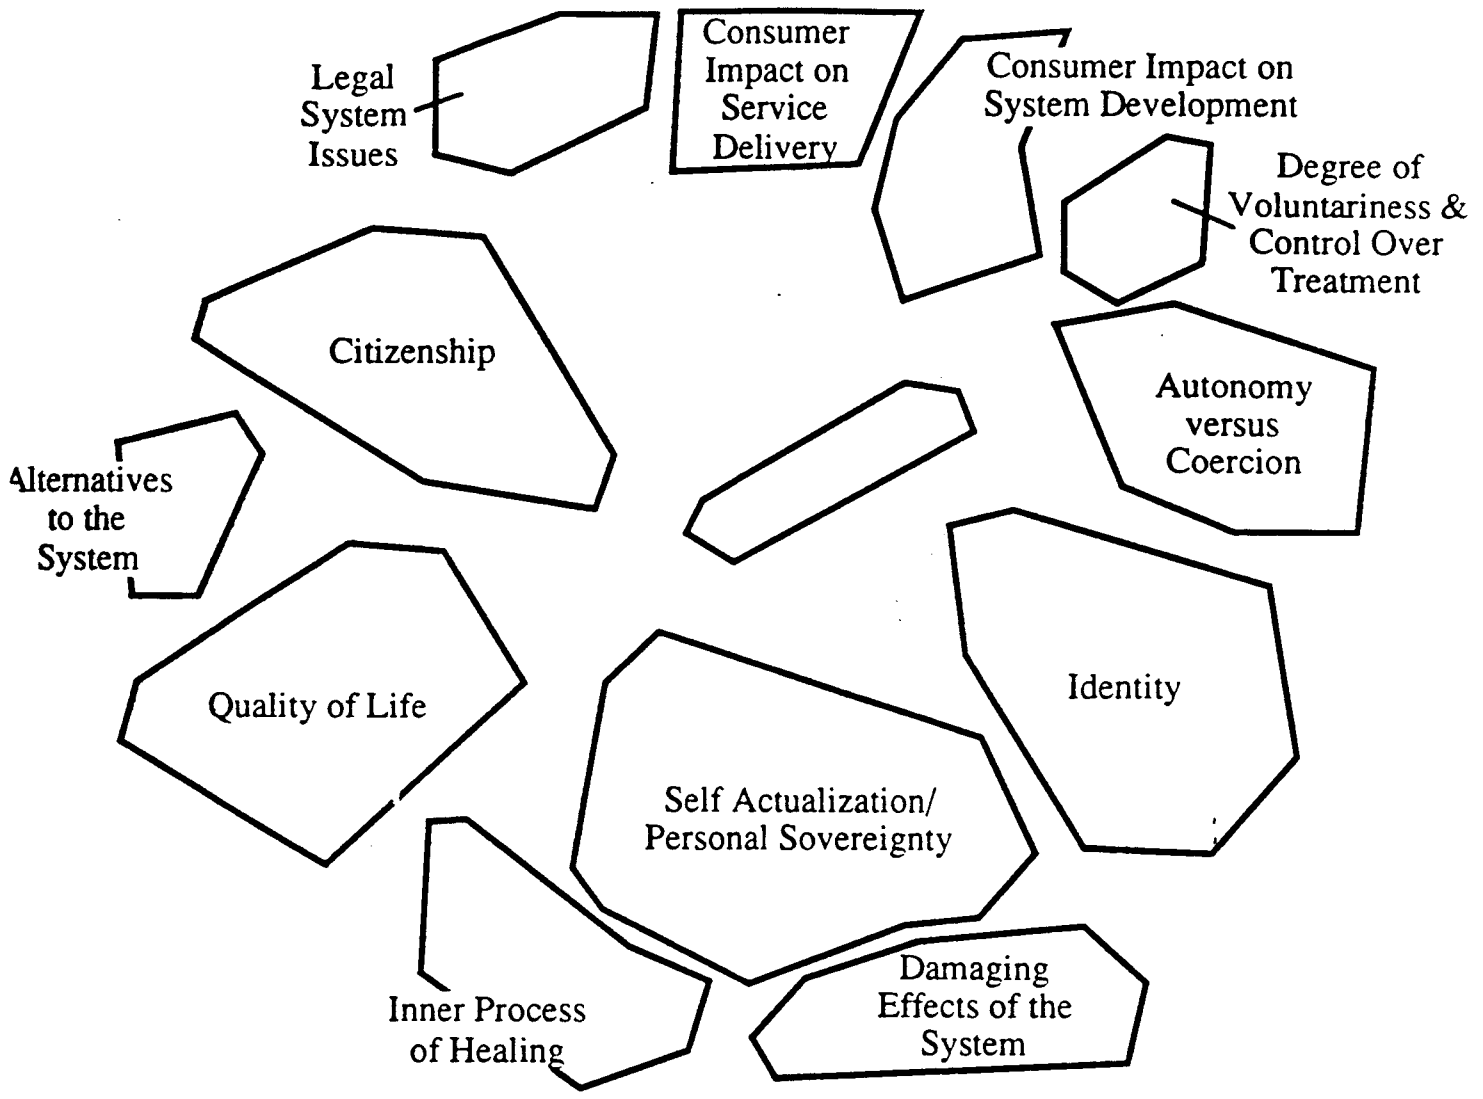 Legal
System
Issues
Consumer
Impact on
Service
Delivery
Consumer Impact on
System Development
Degree of
Voluntariness &
Control Over
Treatment
Citizenship
Autonomy
versus
Coercion
Alternatives
to the
System
Quality of Life
Identity
Self Actualization/
Personal Sovereignty
Inner Process
of Healing
Damaging
Effects of the
System